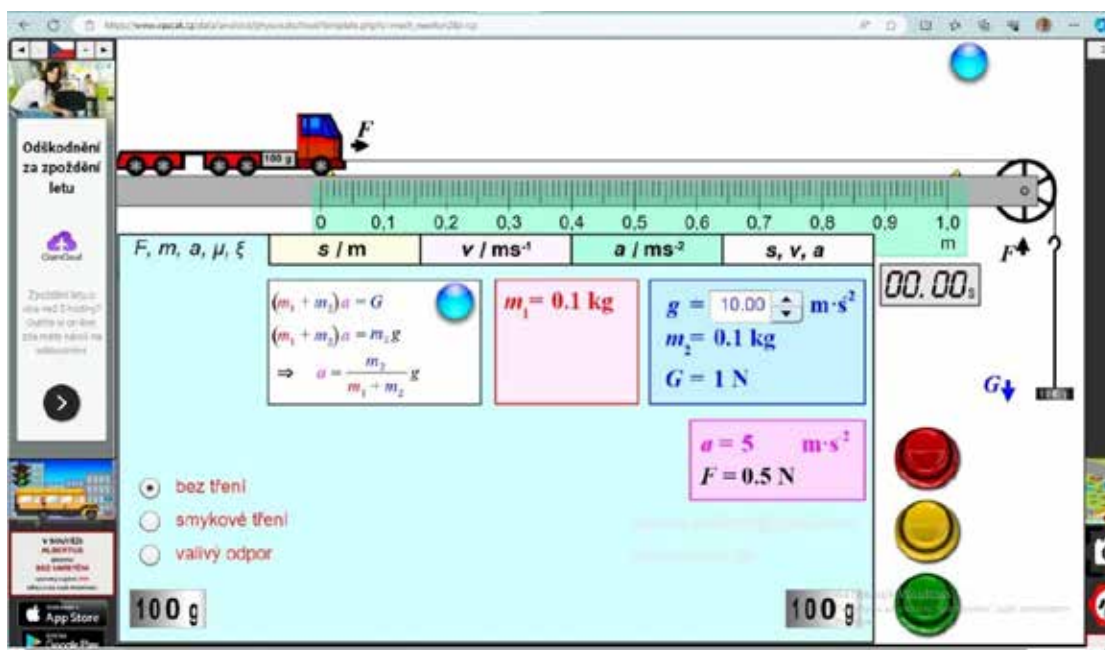 Odškodnění
za zpoždění
letu
100 g
F
0 0,1 0,2 0,3 0,4 0,5 0,6 0,7 0,8 0,9 1,0
m
F, m, a, μ, ξ
s / m
v / ms⁻¹
a / ms⁻²
s, v, a
00.00s
F
(m₁ + m₂) a = G
(m₁ + m₂) a = m₂ g
⇒ a = m₂ / (m₁ + m₂) g
m₁ = 0.1 kg
g = 10.00 m·s⁻²
m₂ = 0.1 kg
G = 1 N
G
a = 5 m·s⁻²
F = 0.5 N
bez tření
smykové tření
valivý odpor
100 g
100 g
App Store
Google Play